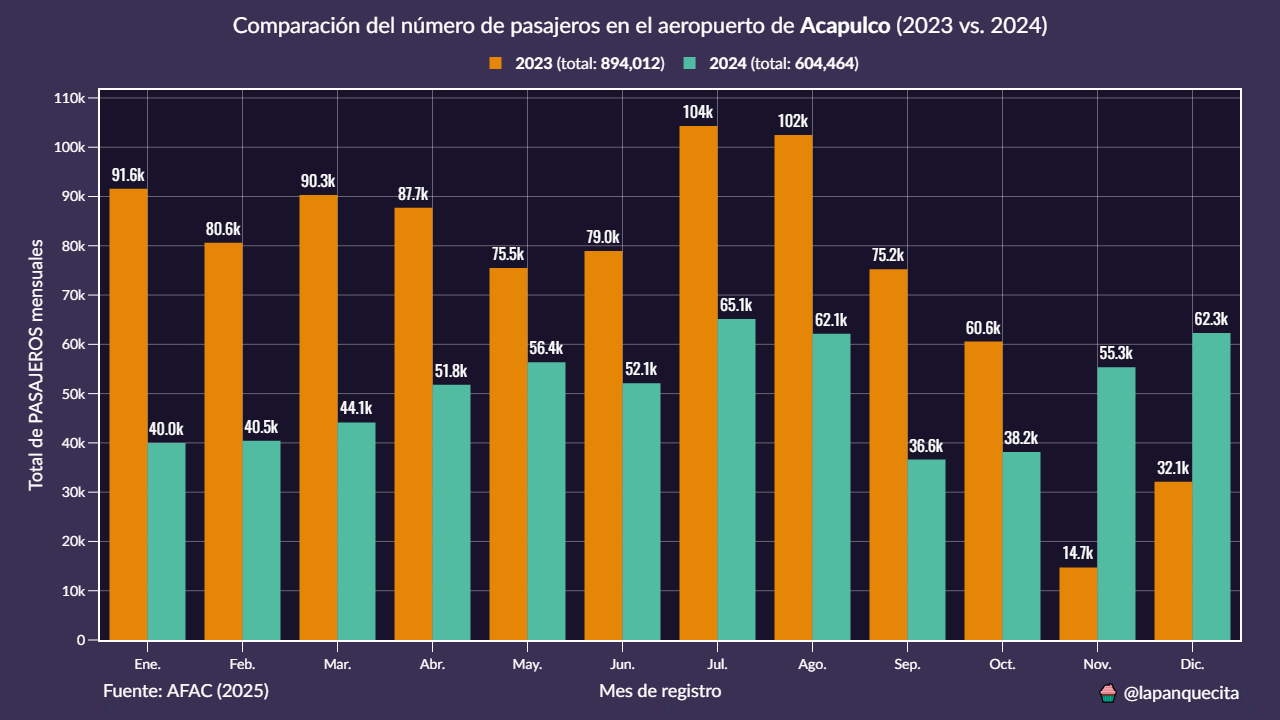 Comparación del número de pasajeros en el aeropuerto de Acapulco (2023 vs. 2024)
2023 (total: 894,012) 2024 (total: 604,464)
Total de PASAJEROS mensuales
110k
100k
90k
80k
70k
60k
50k
40k
30k
20k
10k
0
91.6k 80.6k 90.3k 87.7k 75.5k 79.0k 104k 102k 75.2k 60.6k 14.7k 32.1k
40.0k 40.5k 44.1k 51.8k 56.4k 52.1k 65.1k 62.1k 36.6k 38.2k 55.3k 62.3k
Ene. Feb. Mar. Abr. May. Jun. Jul. Ago. Sep. Oct. Nov. Dic.
Fuente: AFAC (2025) Mes de registro @lapanquecita